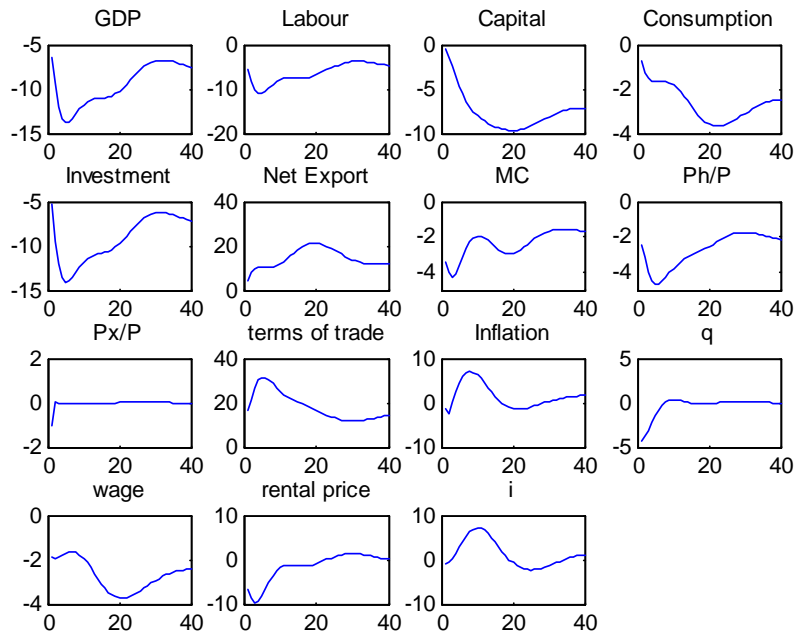 GDP Labour Capital Consumption
-5 0 0 0
-2
-10 -10 -5
-15 -20 -10 -4
0 20 40 0 20 40 0 20 40 0 20 40
Investment Net Export MC Ph/P
-5 40 0 0
-2 -2
-10 20
-4 -4
-15 0
0 20 40 0 20 40 0 20 40 0 20 40
Px/P terms of trade Inflation q
2 40 10 5
0 20 0 0
-2 0 -10 -5
0 20 40 0 20 40 0 20 40 0 20 40
wage rental price i
0 10 10
-2 0 0
-4 -10 -10
0 20 40 0 20 40 0 20 40